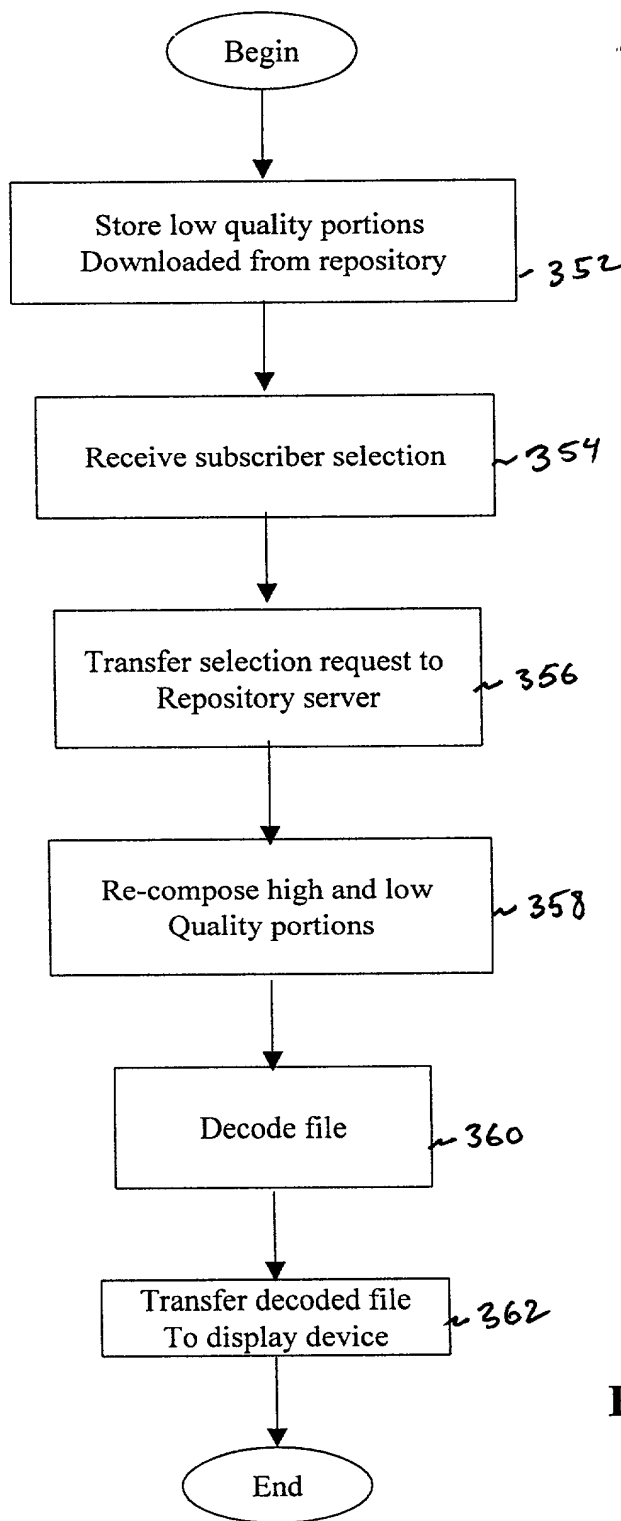 Begin
Store low quality portions
Downloaded from repository
352
Receive subscriber selection
354
Transfer selection request to
Repository server
356
Re-compose high and low
Quality portions
358
Decode file
360
Transfer decoded file
To display device
362
End